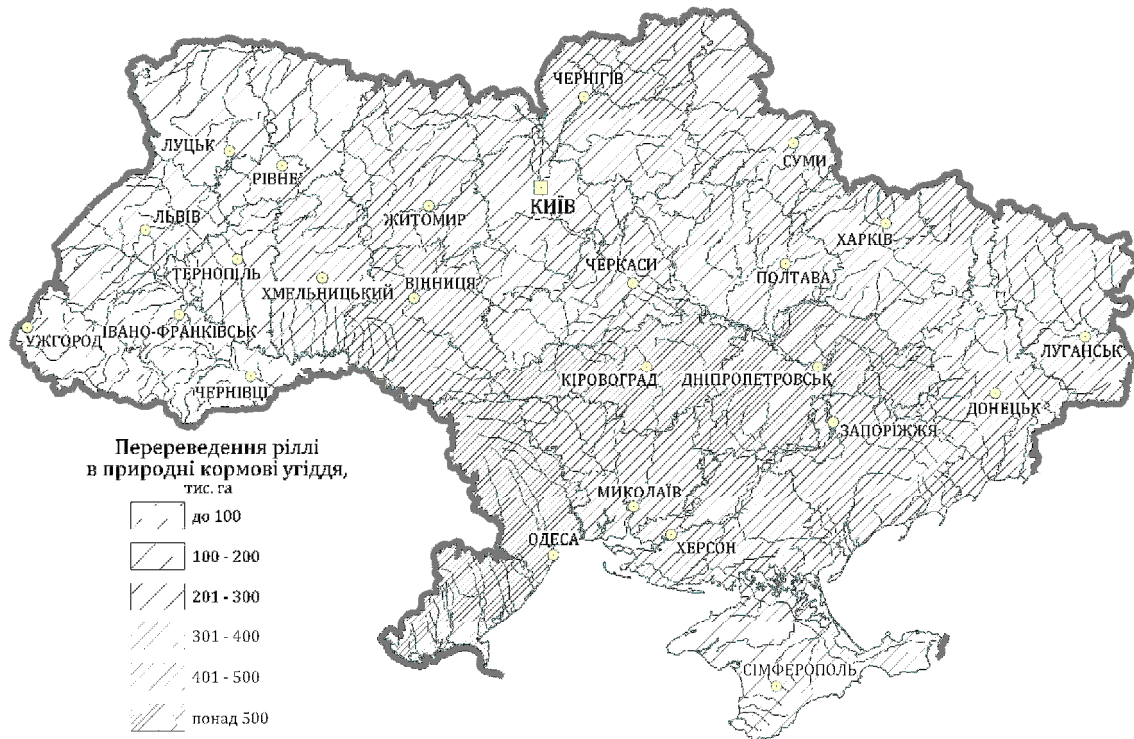 ЧЕРНІГІВ
ЛУЦЬК
РІВНЕ
СУМИ
КИЇВ
ЖИТОМИР
ЛЬВІВ
ХАРКІВ
ТЕРНОПІЛЬ
ХМЕЛЬНИЦЬКИЙ
ВІННИЦЯ
ЧЕРКАСИ
ПОЛТАВА
УЖГОРОД
ІВАНО-ФРАНКІВСЬК
ЛУГАНСЬК
ЧЕРНІВЦІ
КІРОВОГРАД
ДНІПРОПЕТРОВСЬК
ДОНЕЦЬК
ЗАПОРІЖЖЯ
Перереведення ріллі
в природні кормові угіддя,
тис. га
до 100
100 - 200
201 - 300
301 - 400
401 - 500
понад 500
МИКОЛАЇВ
ОДЕСА
ХЕРСОН
СІМФЕРОПОЛЬ